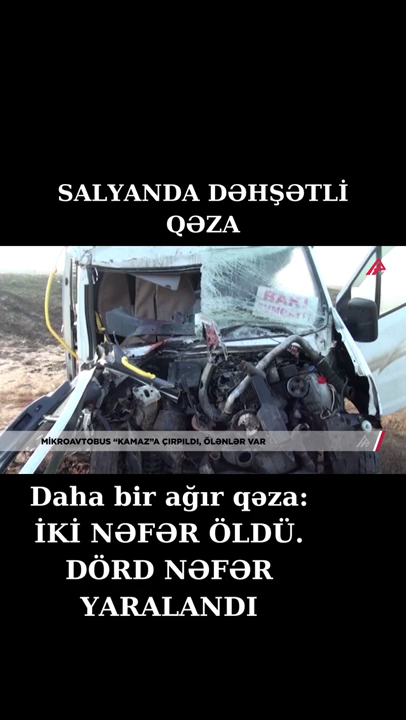 SALYANDA DƏHŞƏTLİ
QƏZA
BAKI
MİKROAVTOBUS “KAMAZ”A ÇIRPILDI, ÖLƏNLƏR VAR
Daha bir ağır qəza:
İKİ NƏFƏR ÖLDÜ.
DÖRD NƏFƏR
YARALANDI